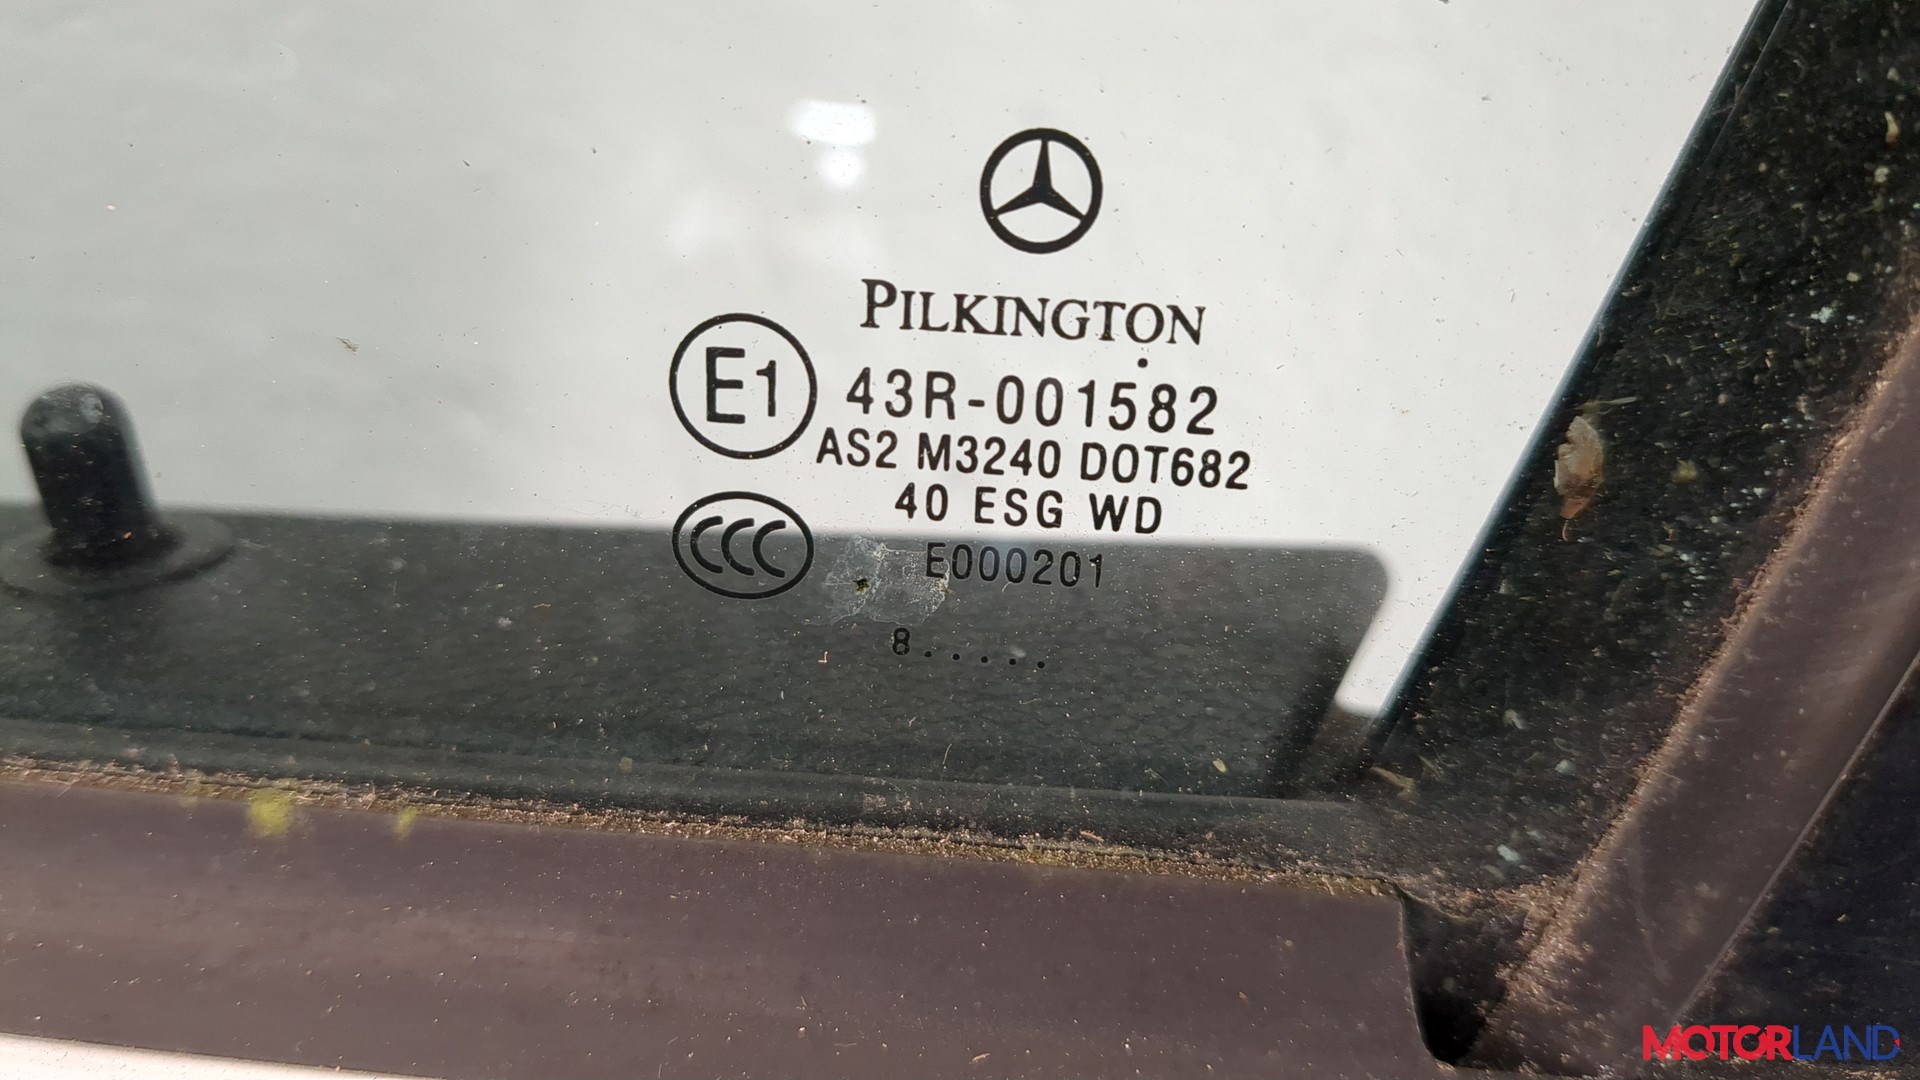 PILKINGTON
E1 43R-001582
AS2 M3240 DOT682
40 ESG WD
CCC E000201
8.....
MOTORLAND